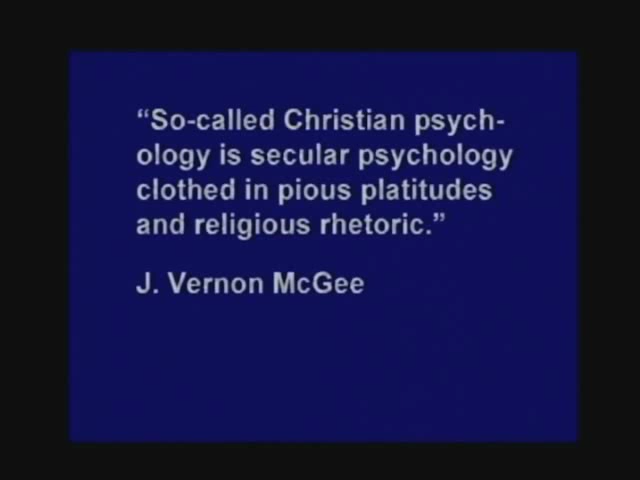 “So-called Christian psych-
ology is secular psychology
clothed in pious platitudes
and religious rhetoric.”
J. Vernon McGee